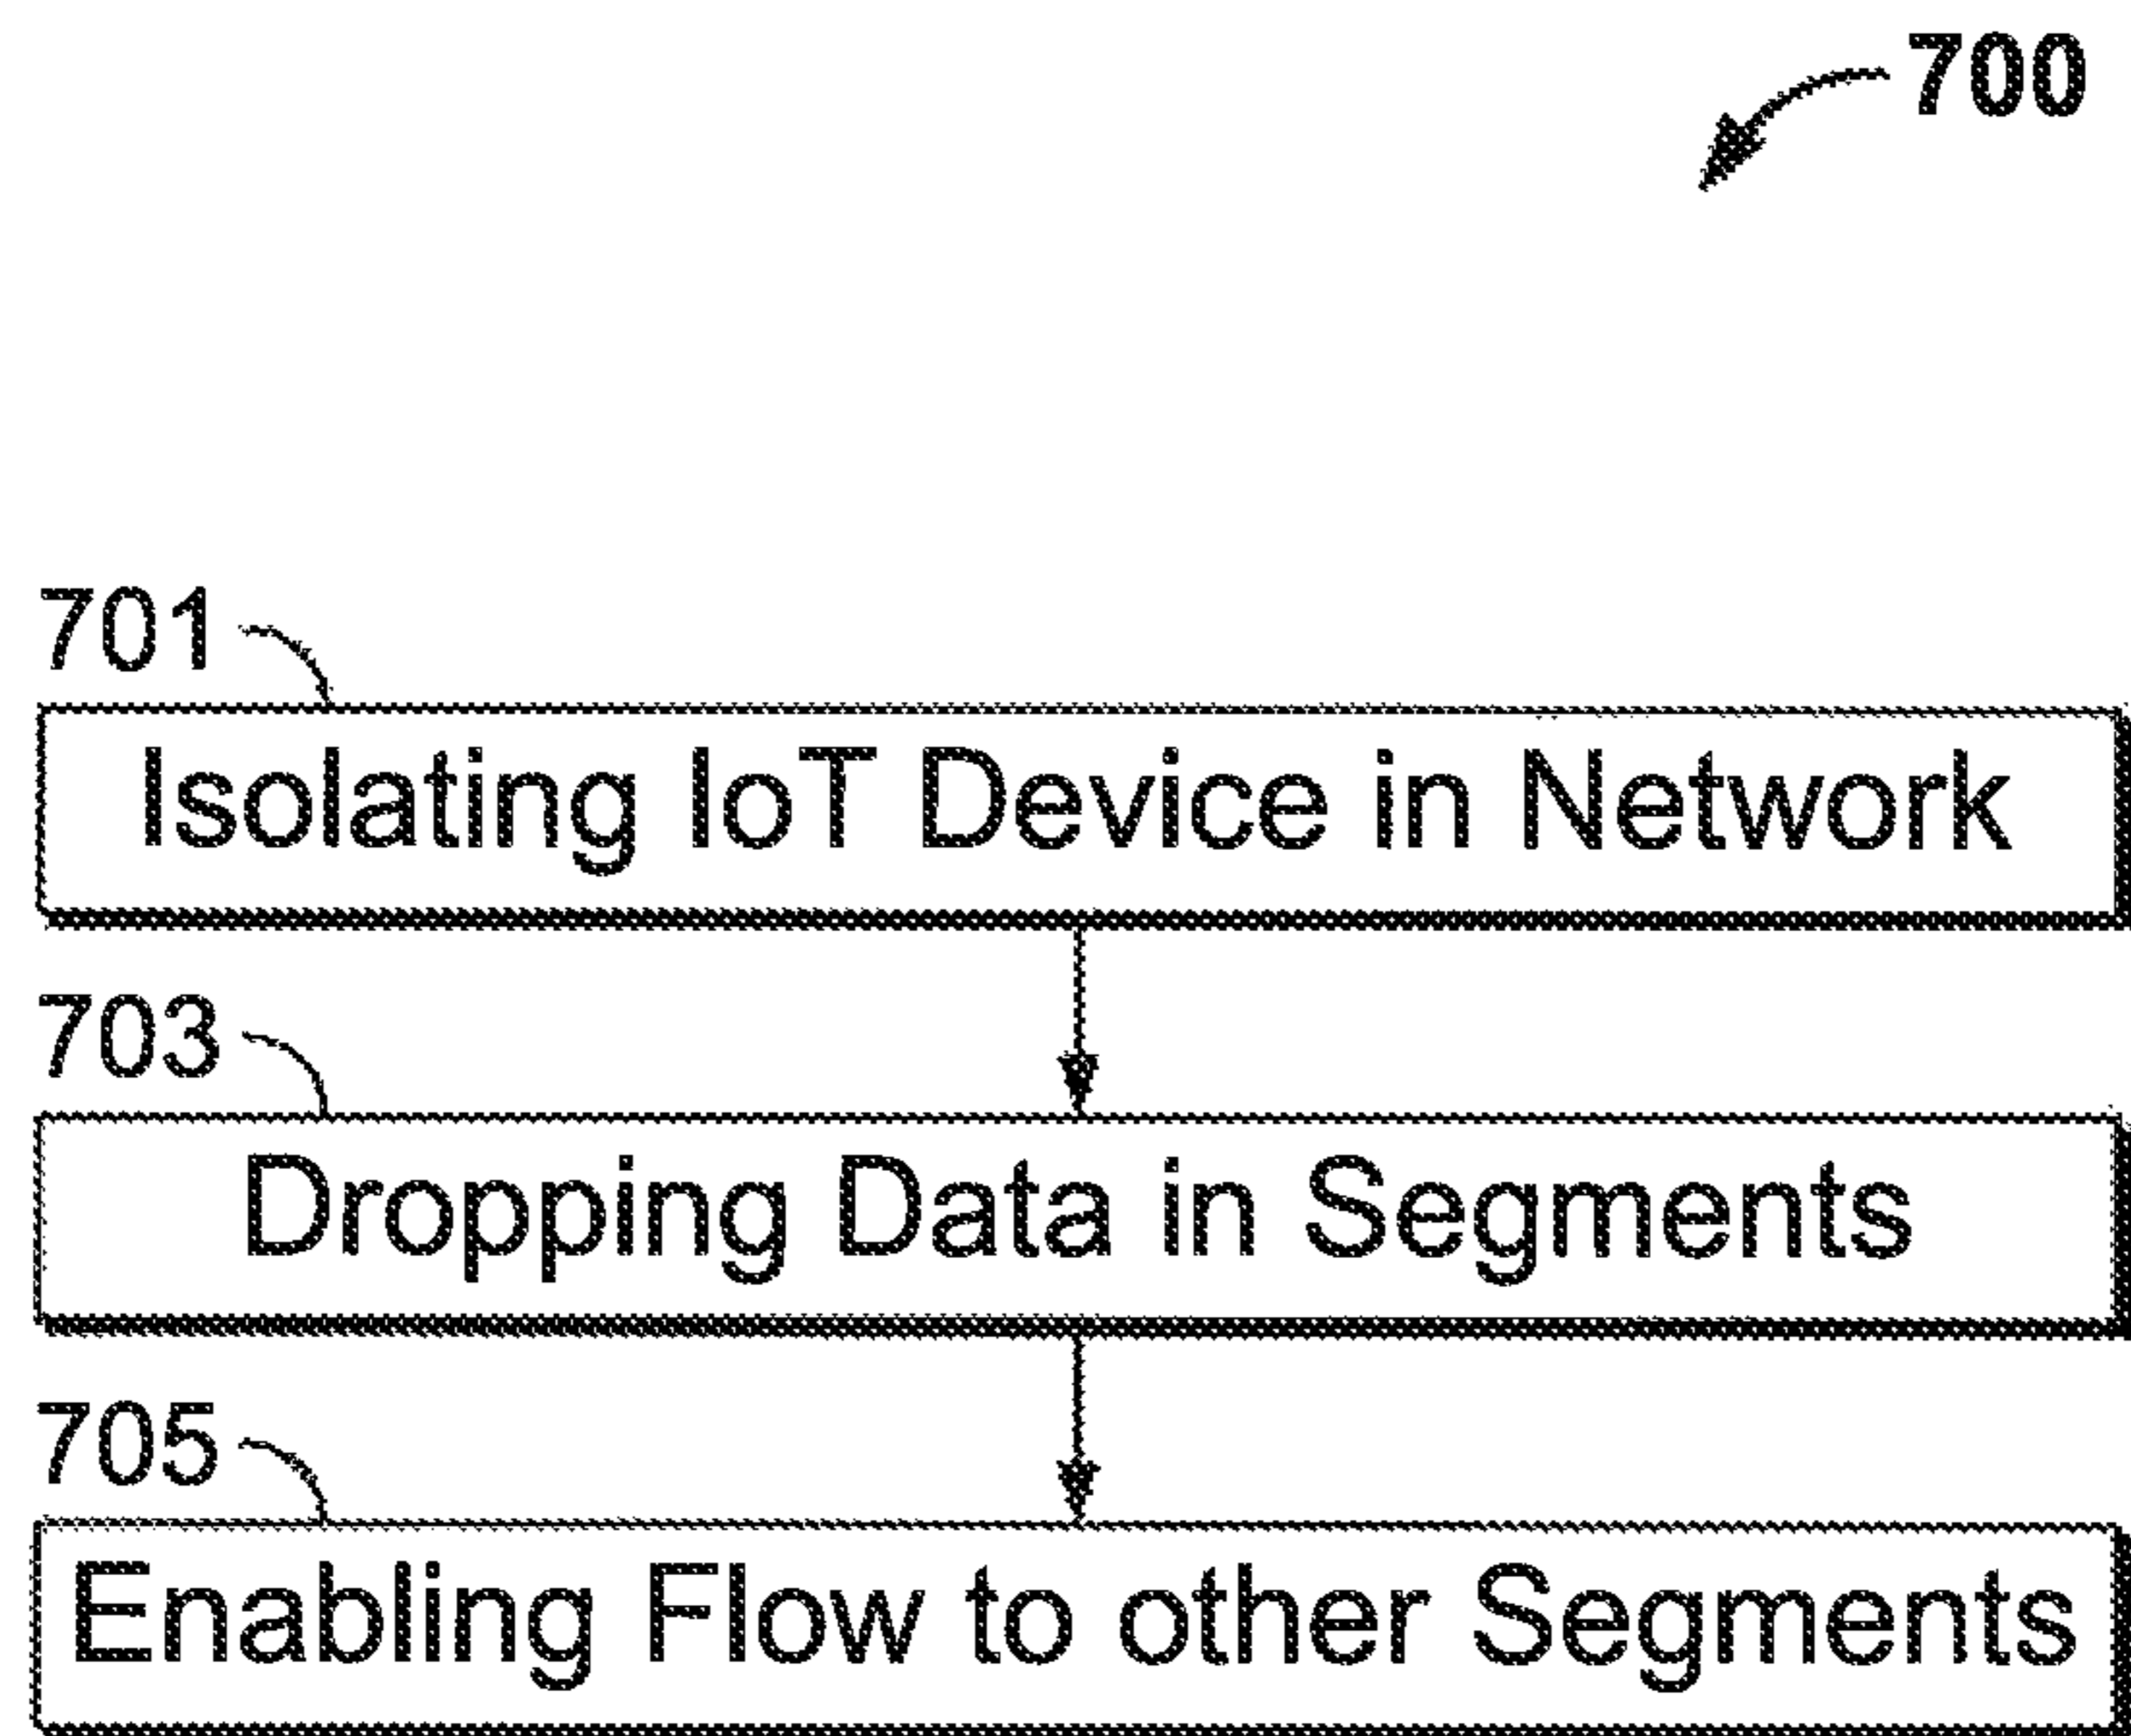 700
701
Isolating IoT Device in Network
703
Dropping Data in Segments
705
Enabling Flow to other Segments